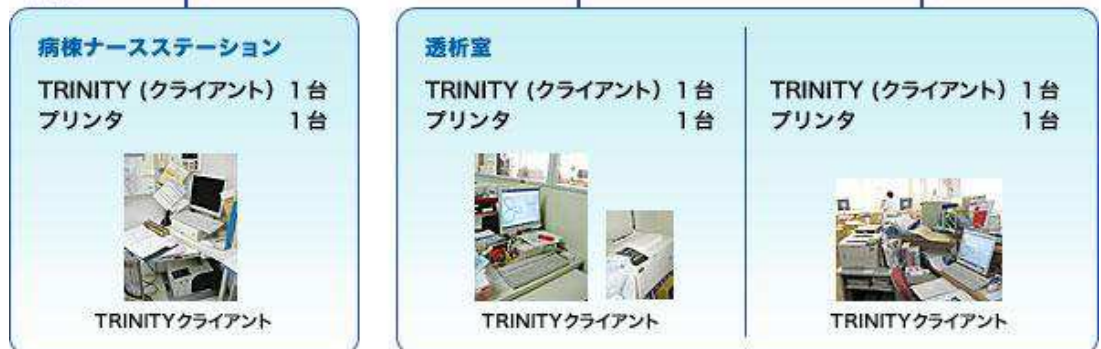 病棟ナースステーション
TRINITY (クライアント) 1台
プリンタ 1台
TRINITYクライアント
透析室
TRINITY (クライアント) 1台
プリンタ 1台
TRINITYクライアント
TRINITY (クライアント) 1台
プリンタ 1台
TRINITYクライアント